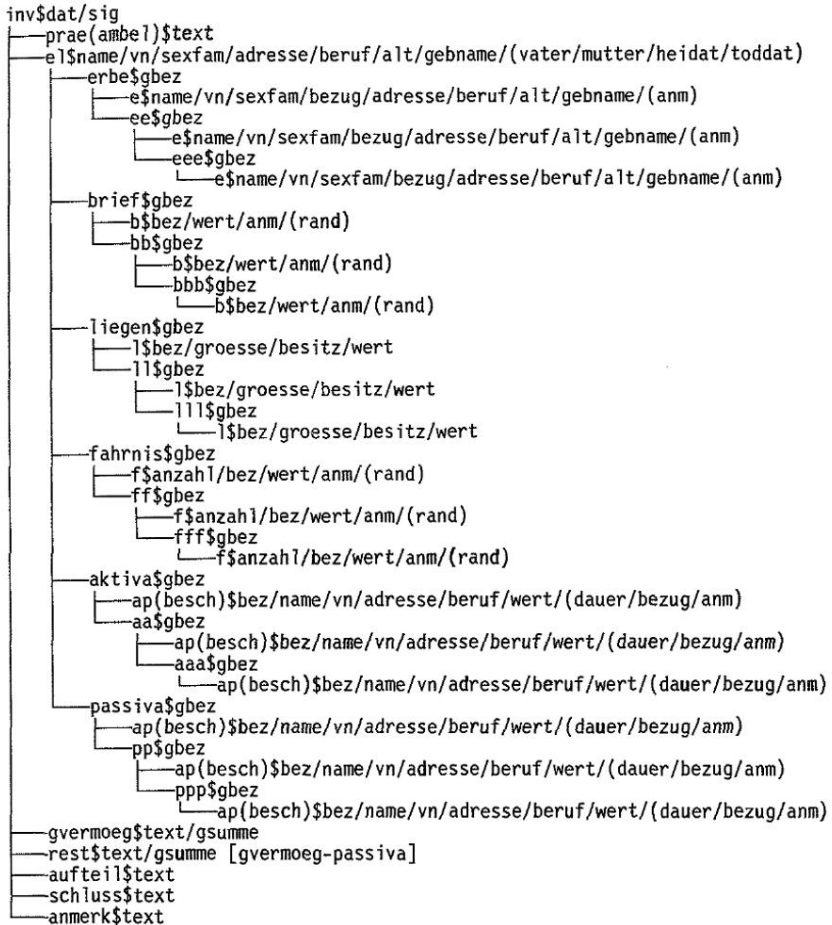 inv$dat/sig
prae(ambel)$text
el$name/vn/sexfam/adresse/beruf/alt/gebname/(vater/mutter/heidat/toddat)
erbe$gbez
e$name/vn/sexfam/bezug/adresse/beruf/alt/gebname/(anm)
ee$gbez
e$name/vn/sexfam/bezug/adresse/beruf/alt/gebname/(anm)
eee$gbez
e$name/vn/sexfam/bezug/adresse/beruf/alt/gebname/(anm)
brief$gbez
b$bez/wert/anm/(rand)
bb$gbez
b$bez/wert/anm/(rand)
bbb$gbez
b$bez/wert/anm/(rand)
liegen$gbez
l$bez/groesse/besitz/wert
ll$gbez
l$bez/groesse/besitz/wert
lll$gbez
l$bez/groesse/besitz/wert
fahrnis$gbez
f$anzahl/bez/wert/anm/(rand)
ff$gbez
f$anzahl/bez/wert/anm/(rand)
fff$gbez
f$anzahl/bez/wert/anm/(rand)
aktiva$gbez
ap(besch)$bez/name/vn/adresse/beruf/wert/(dauer/bezug/anm)
aa$gbez
ap(besch)$bez/name/vn/adresse/beruf/wert/(dauer/bezug/anm)
aaa$gbez
ap(besch)$bez/name/vn/adresse/beruf/wert/(dauer/bezug/anm)
passiva$gbez
ap(besch)$bez/name/vn/adresse/beruf/wert/(dauer/bezug/anm)
pp$gbez
ap(besch)$bez/name/vn/adresse/beruf/wert/(dauer/bezug/anm)
ppp$gbez
ap(besch)$bez/name/vn/adresse/beruf/wert/(dauer/bezug/anm)
gvermoeg$text/gsumme
rest$text/gsumme [gvermoeg-passiva]
aufteil$text
schluss$text
anmerk$text